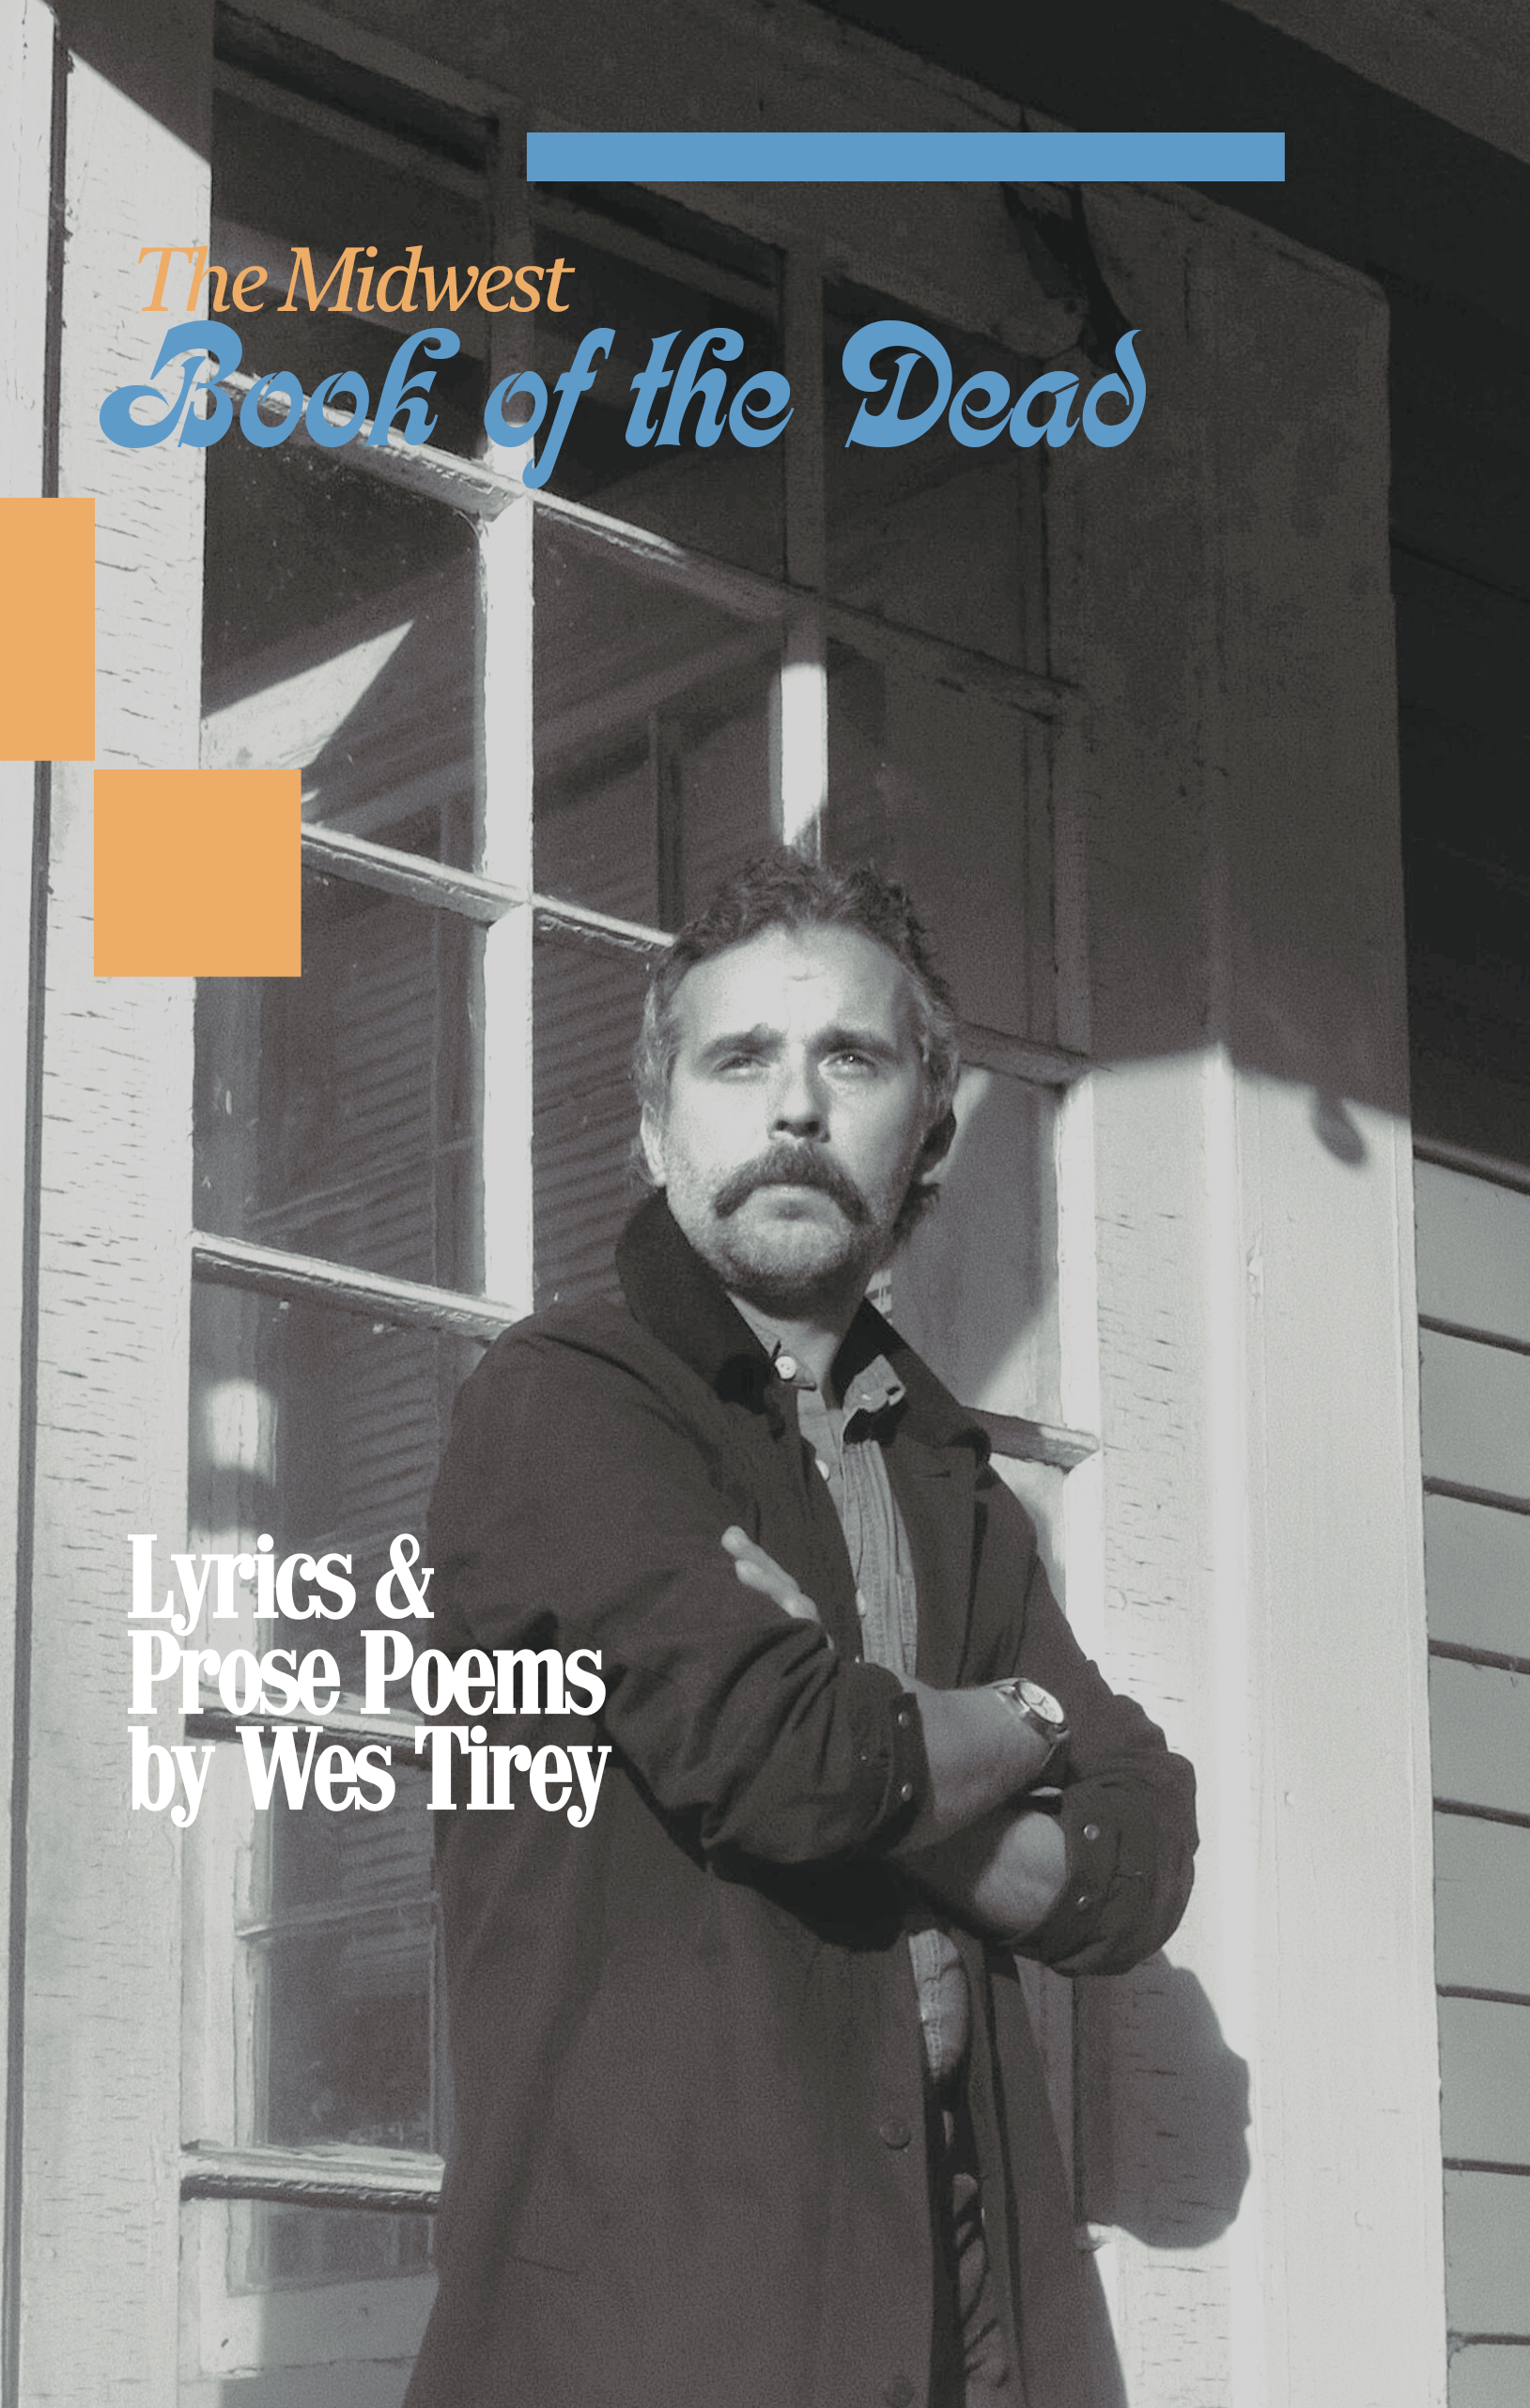 The Midwest
Book of the Dead
Lyrics &
Prose Poems
by Wes Tirey